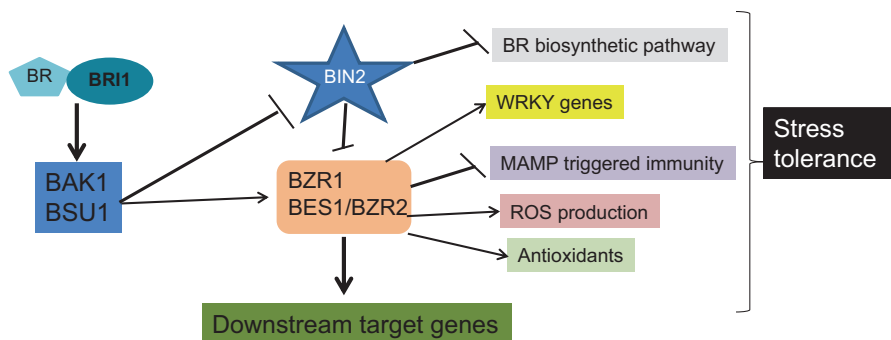 BR
BRI1
BIN2
BR biosynthetic pathway
WRKY genes
BAK1
BSU1
BZR1
BES1/BZR2
MAMP triggered immunity
ROS production
Antioxidants
Stress
tolerance
Downstream target genes